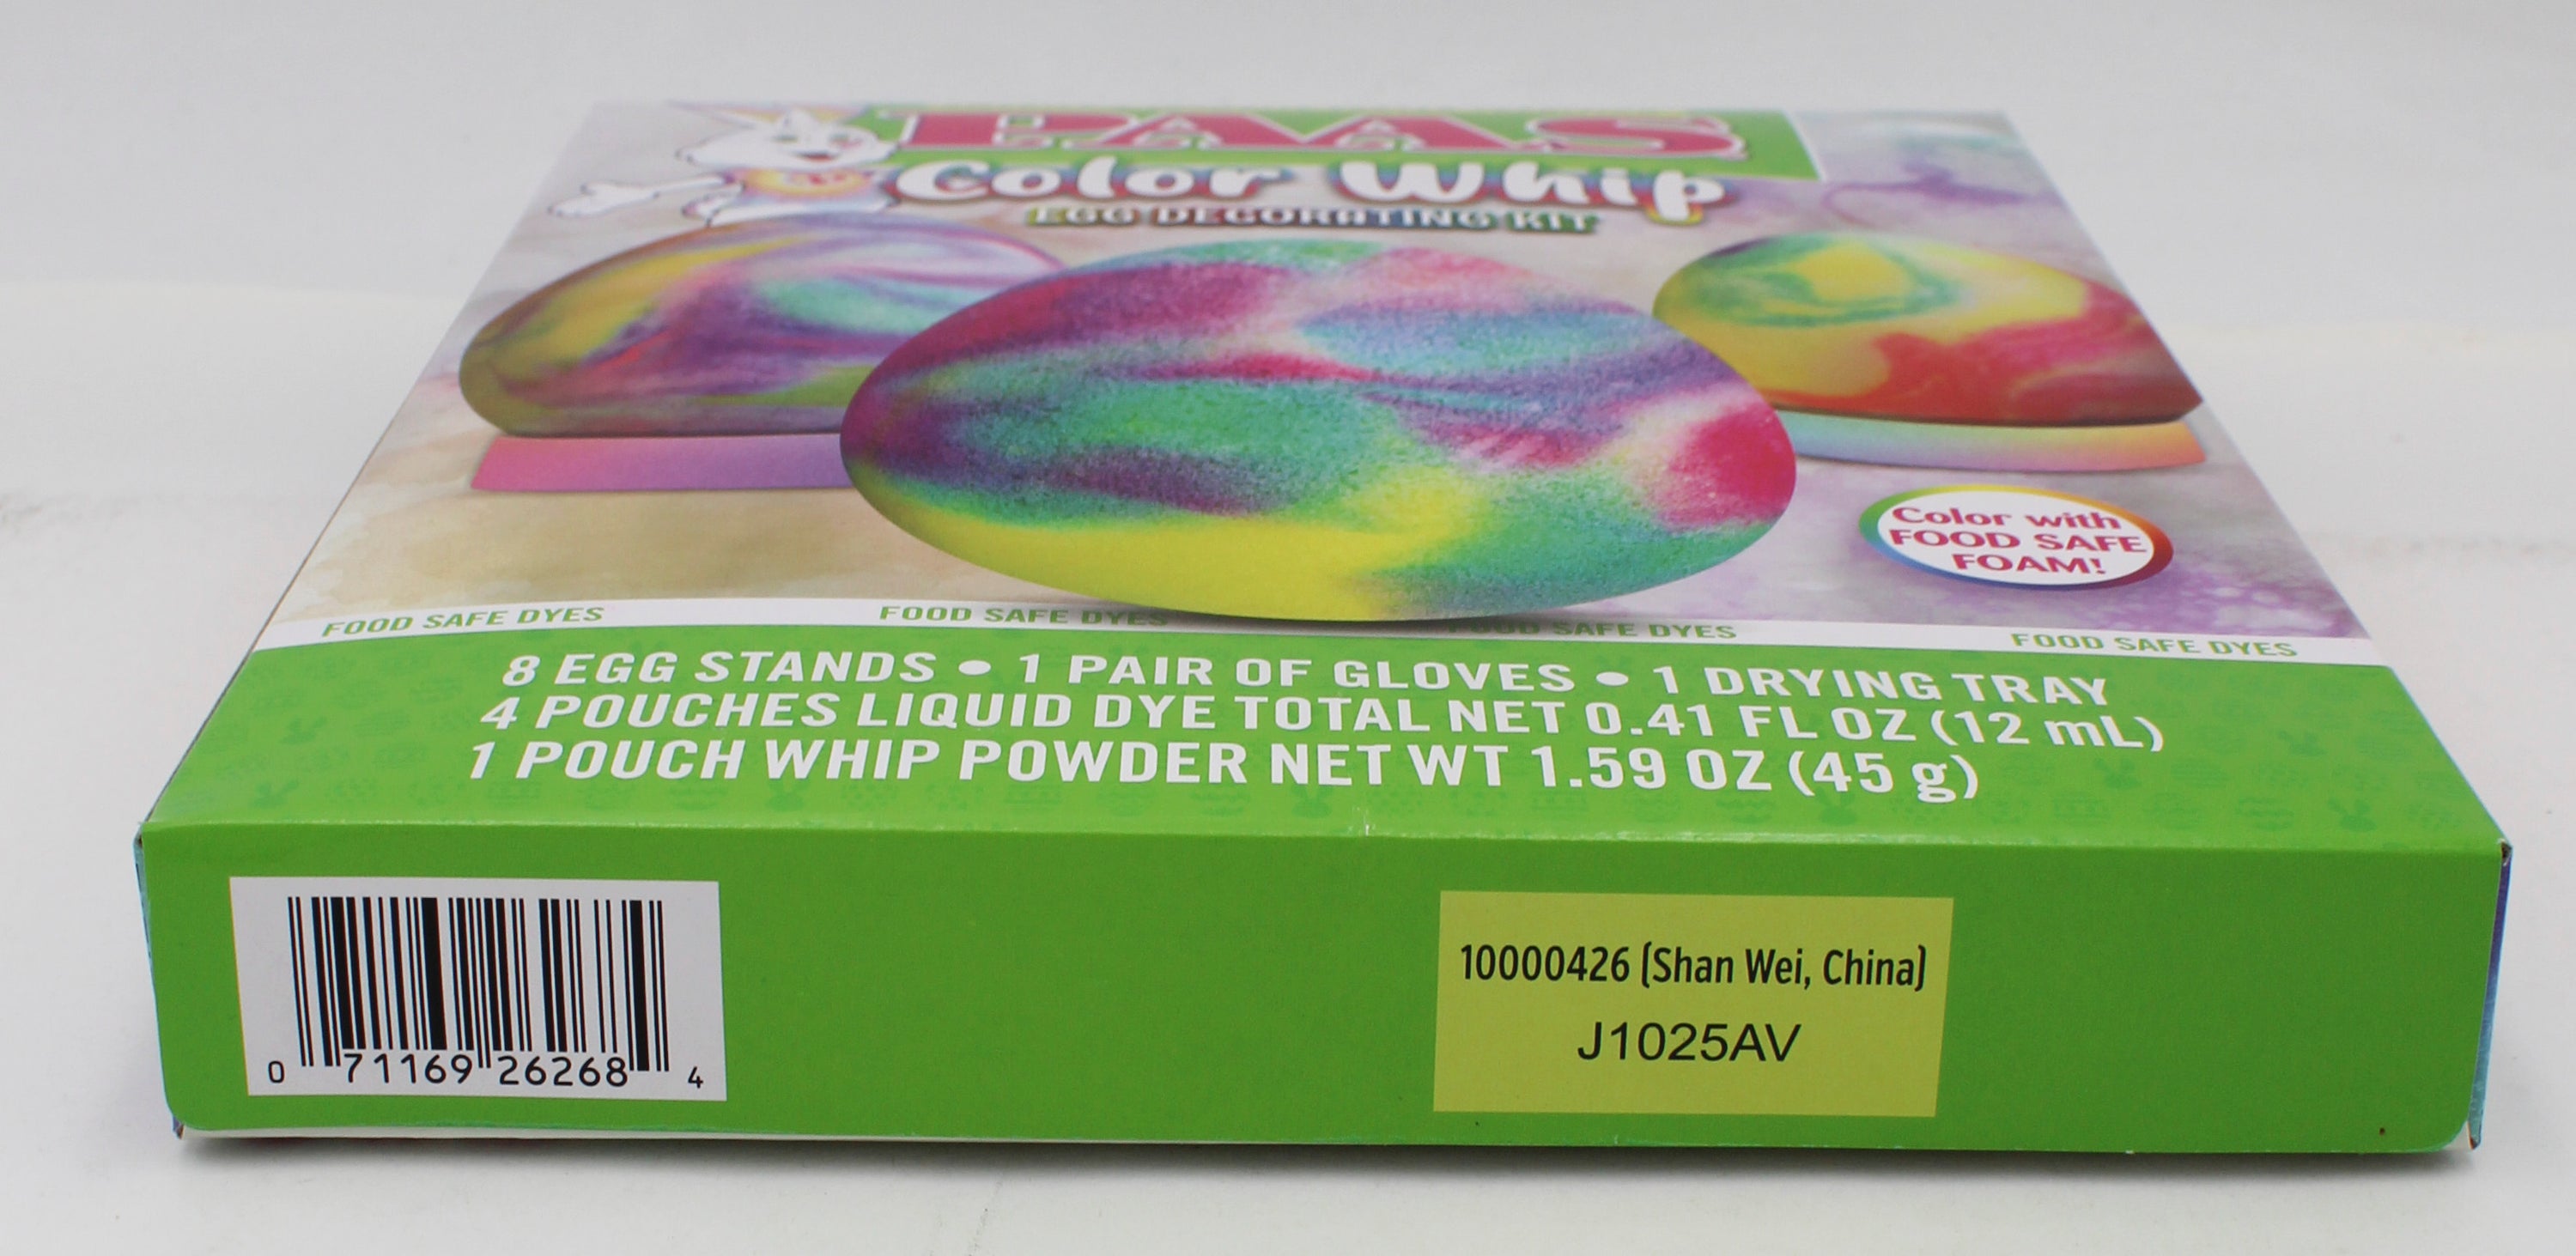 PAAS
Color Whip
EGG DECORATING KIT
Color with
FOOD SAFE
FOAM!
FOOD SAFE DYES FOOD SAFE DYES FOOD SAFE DYES FOOD SAFE DYES
8 EGG STANDS • 1 PAIR OF GLOVES • 1 DRYING TRAY
4 POUCHES LIQUID DYE TOTAL NET 0.41 FL OZ (12 mL)
1 POUCH WHIP POWDER NET WT 1.59 OZ (45 g)
0 71169 26268 4
10000426 (Shan Wei, China)
J1025AV